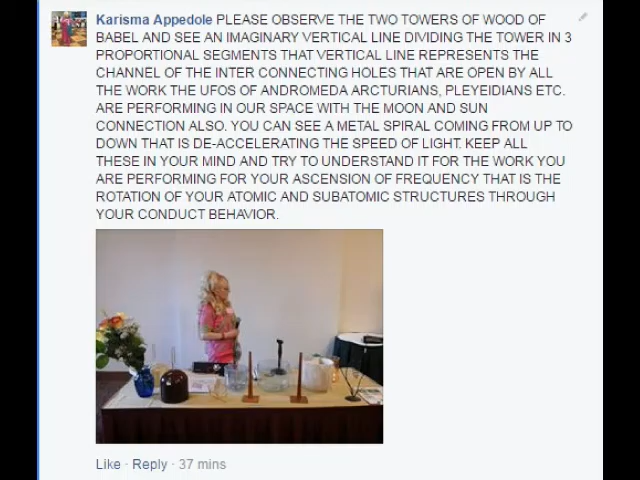 Karisma Appedole PLEASE OBSERVE THE TWO TOWERS OF WOOD OF
BABEL AND SEE AN IMAGINARY VERTICAL LINE DIVIDING THE TOWER IN 3
PROPORTIONAL SEGMENTS THAT VERTICAL LINE REPRESENTS THE
CHANNEL OF THE INTER CONNECTING HOLES THAT ARE OPEN BY ALL
THE WORK THE UFOS OF ANDROMEDA ARCTURIANS, PLEYEIDIANS ETC.
ARE PERFORMING IN OUR SPACE WITH THE MOON AND SUN
CONNECTION ALSO. YOU CAN SEE A METAL SPIRAL COMING FROM UP TO
DOWN THAT IS DE-ACCELERATING THE SPEED OF LIGHT. KEEP ALL
THESE IN YOUR MIND AND TRY TO UNDERSTAND IT FOR THE WORK YOU
ARE PERFORMING FOR YOUR ASCENSION OF FREQUENCY THAT IS THE
ROTATION OF YOUR ATOMIC AND SUBATOMIC STRUCTURES THROUGH
YOUR CONDUCT BEHAVIOR.
Like · Reply · 37 mins